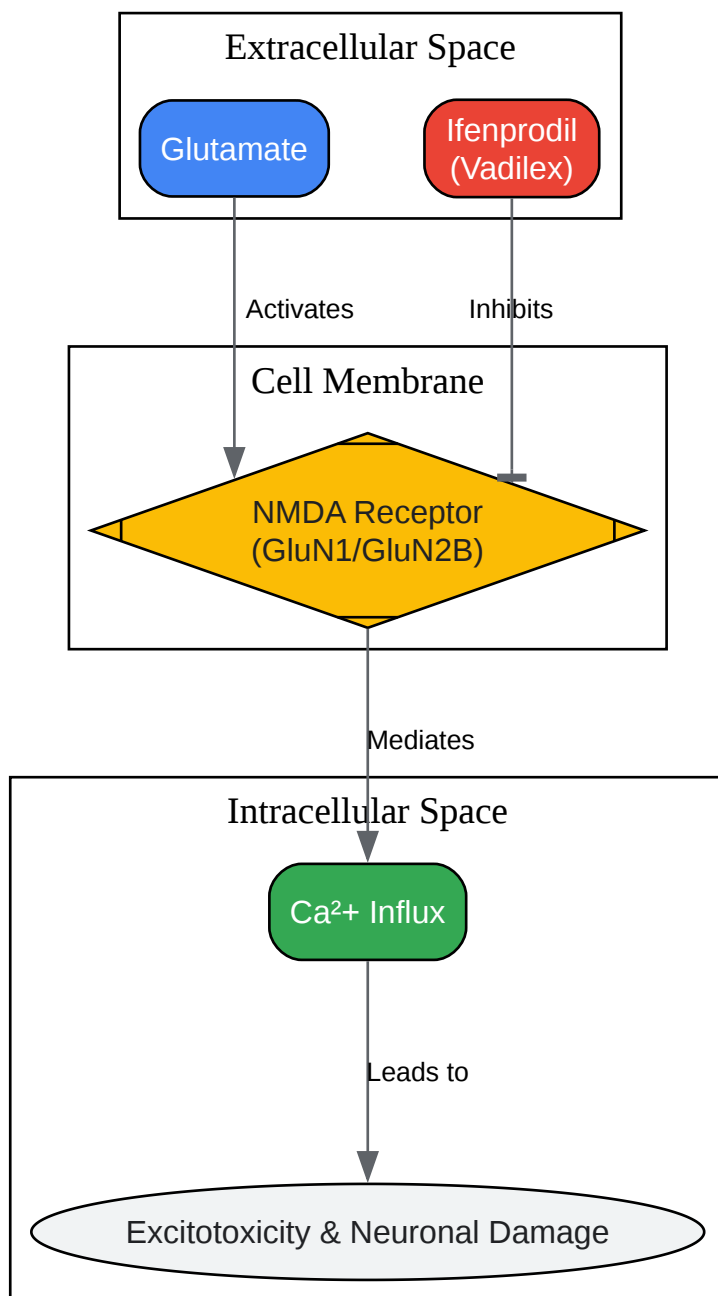 Extracellular Space
Glutamate
Ifenprodil
(Vadilex)
Activates
Inhibits
Cell Membrane
NMDA Receptor
(GluN1/GluN2B)
Mediates
Intracellular Space
Ca²+ Influx
Leads to
Excitotoxicity & Neuronal Damage